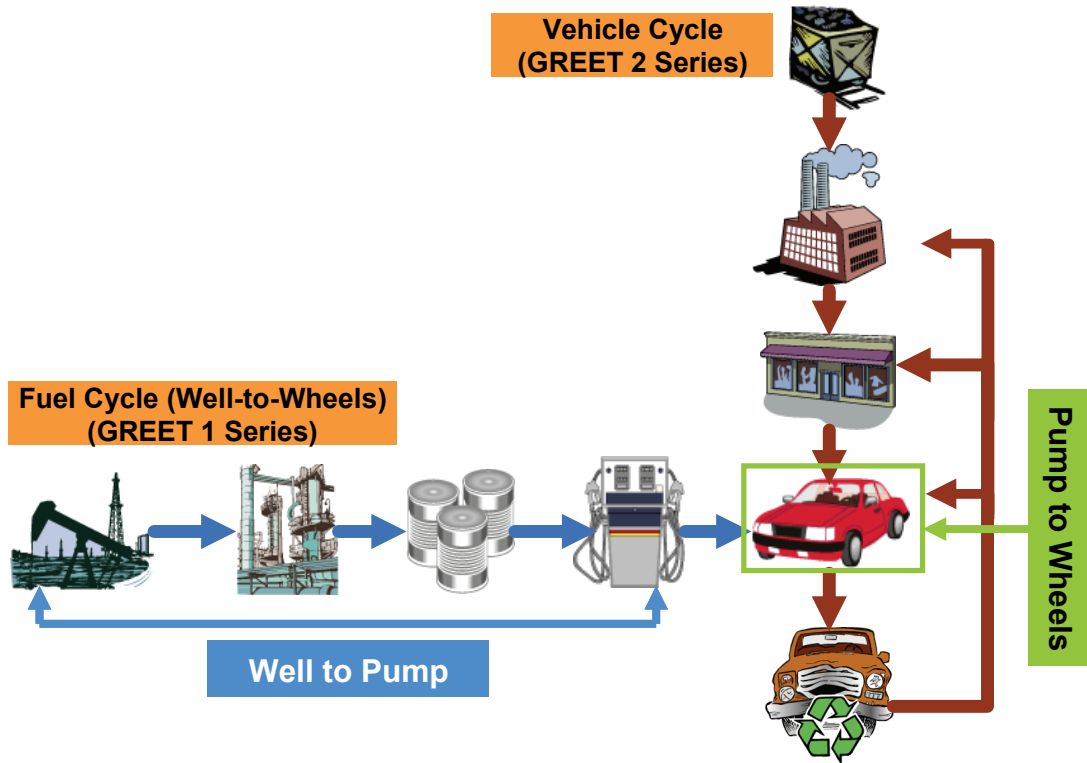 Vehicle Cycle
(GREET 2 Series)
Fuel Cycle (Well-to-Wheels)
(GREET 1 Series)
Well to Pump
Pump to Wheels